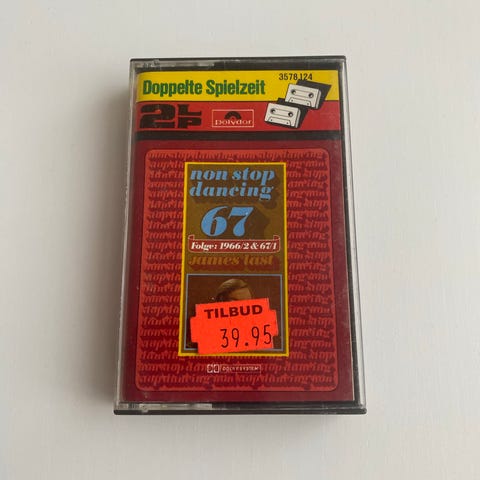 Doppelte Spielzeit
3578 124
2LP
polydor
non stop
dancing
67
Folge: 1966/2 & 67/1
james last
TILBUD
39.95
DOLBY SYSTEM